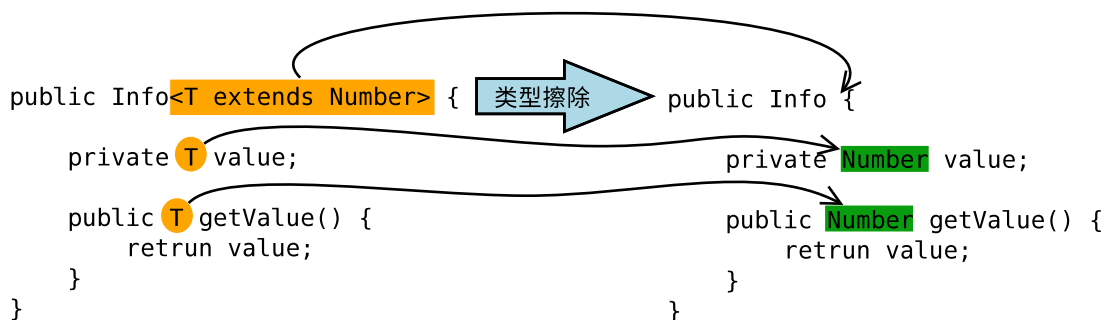 public Info<T extends Number> {
private T value;
public T getValue() {
retrun value;
}
}
类型擦除
public Info {
private Number value;
public Number getValue() {
retrun value;
}
}